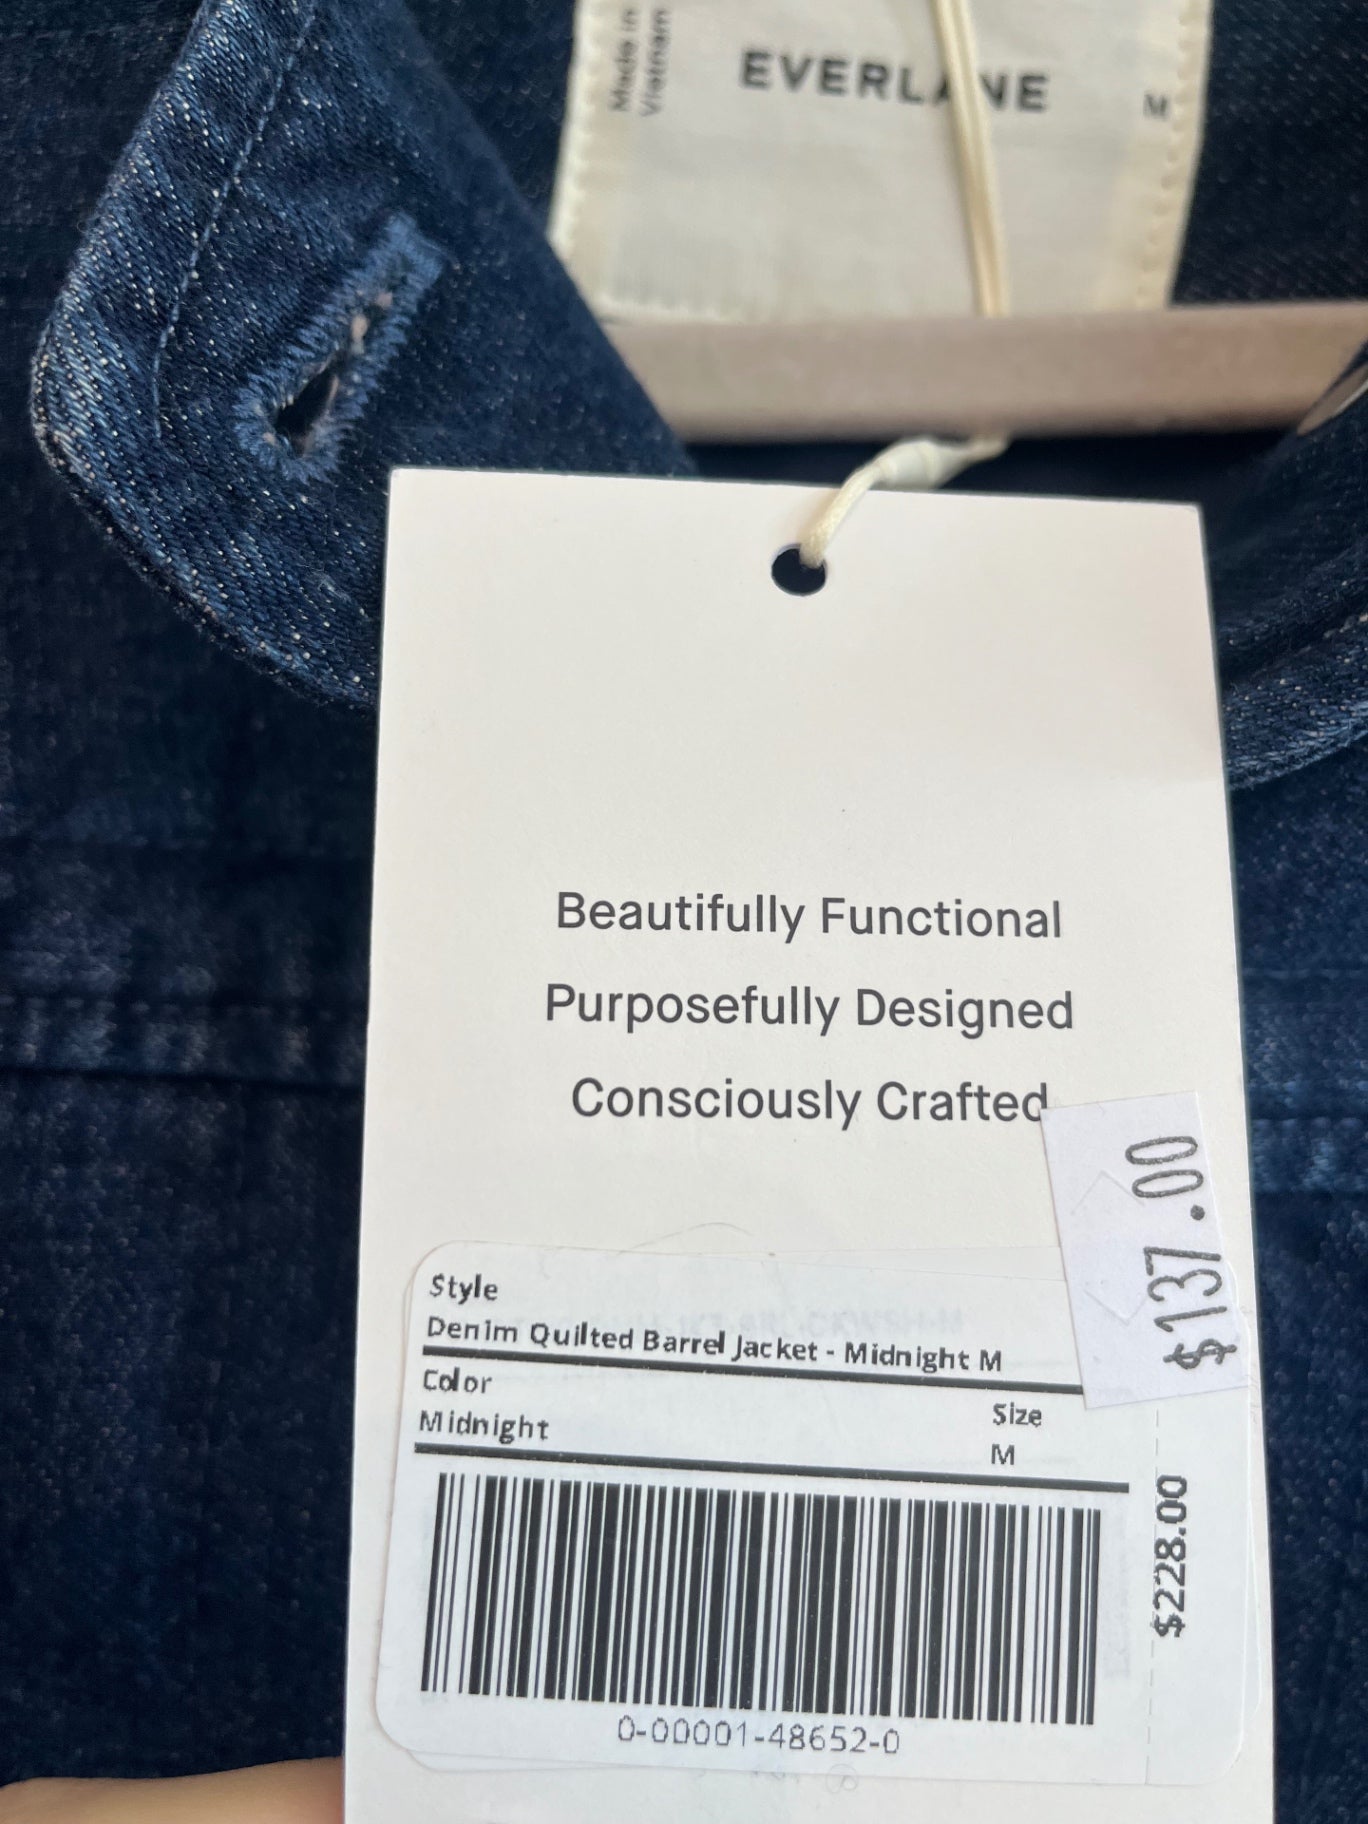 Made in
Vietnam
EVERLANE
M
Beautifully Functional
Purposefully Designed
Consciously Crafted
$137.00
Style
Denim Quilted Barrel Jacket - Midnight M
Color
Midnight
Size
M
$228.00
0-00001-48652-0